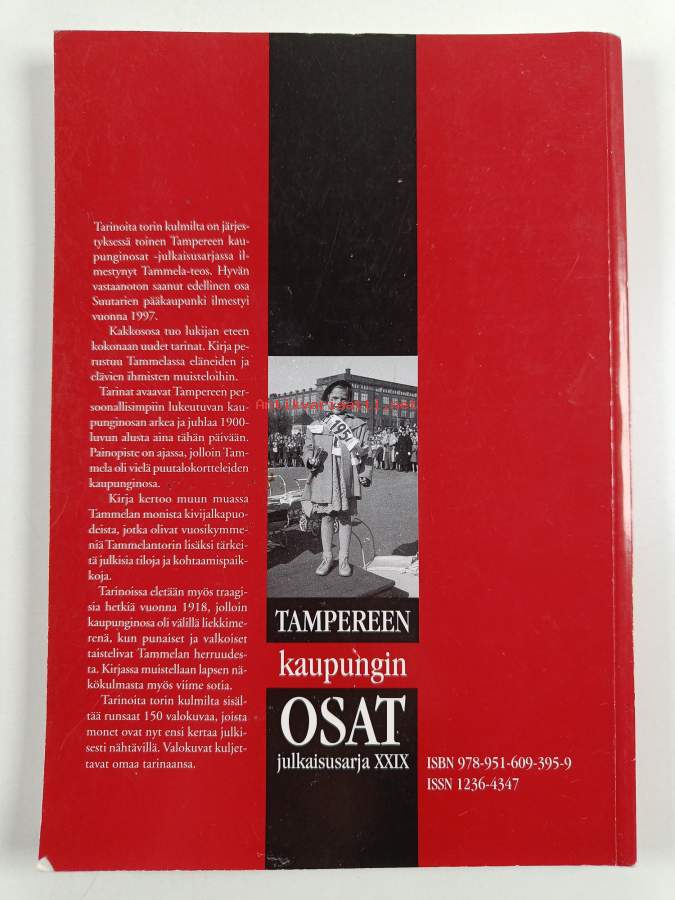 Tarinoita torin kulmilta on järjes-
tyksessä toinen Tampereen kau-
punginosat -julkaisusarjassa il-
mestynyt Tammela-teos. Hyvän
vastaanoton saanut edellinen osa
Suutarien pääkaupunki ilmestyi
vuonna 1997.
Kakkososa tuo lukijan eteen
kokonaan uudet tarinat. Kirja pe-
rustuu Tammelassa eläneiden ja
elävien ihmisten muisteloihin.
Tarinat avaavat Tampereen per-
soonallisimpiin lukeutuvan kau-
punginosan arkea ja juhlaa 1900-
luvun alusta aina tähän päivään.
Painopiste on ajassa, jolloin Tam-
mela oli vielä puutalokortteleiden
kaupunginosa.
Kirja kertoo muun muassa
Tammelan monista kivijalkapuo-
deista, jotka olivat vuosikymme-
niä Tammelantorin lisäksi tärkei-
tä julkisia tiloja ja kohtaamispaik-
koja.
Tarinoissa eletään myös traagi-
sia hetkiä vuonna 1918, jolloin
kaupunginosa oli välillä liekkime-
renä, kun punaiset ja valkoiset
taistelivat Tammelan herruudes-
ta. Kirjassa muistellaan lapsen nä-
kökulmasta myös viime sotia.
Tarinoita torin kulmilta sisäl-
tää runsaat 150 valokuvaa, joista
monet ovat nyt ensi kertaa julki-
sesti nähtävillä. Valokuvat kuljet-
tavat omaa tarinaansa.
Antikvariaatti.net
195
TAMPEREEN
kaupungin
OSAT
julkaisusarja XXIX
ISBN 978-951-609-395-9
ISSN 1236-4347